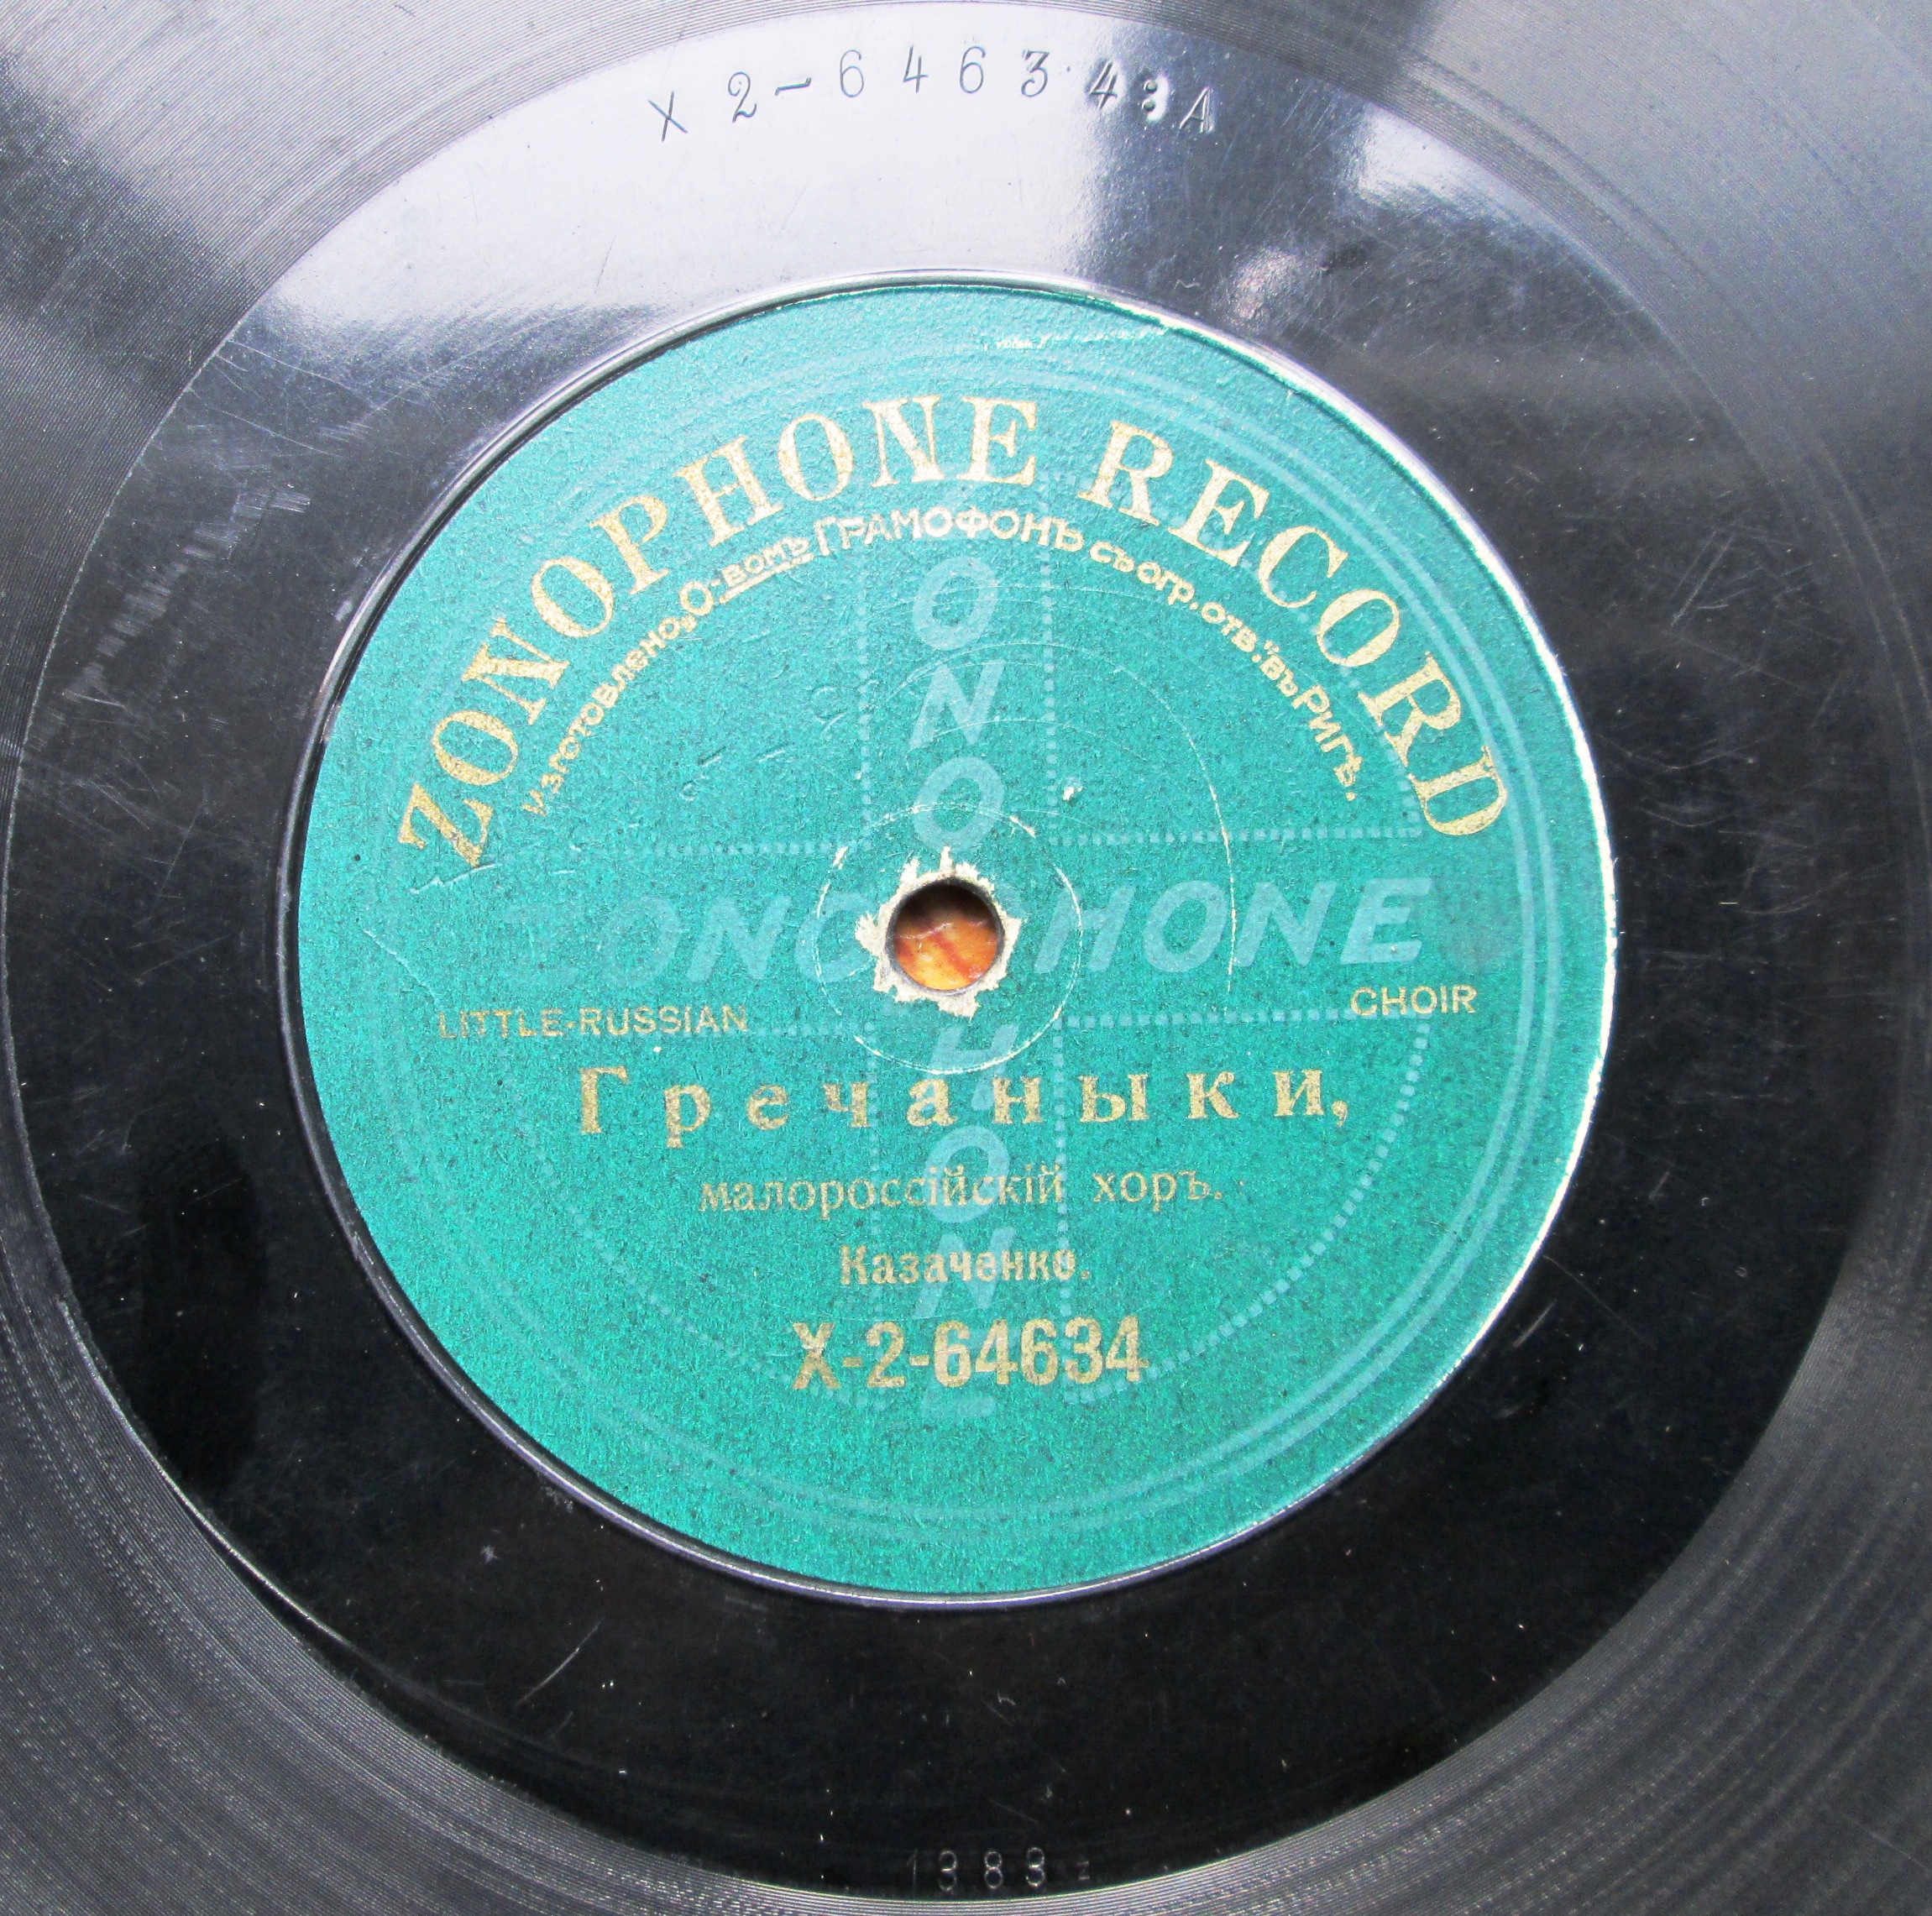 X 2-64634:A
ZONOPHONE RECORD
Изготовлено „О-вомъ Грамофонъ съ огр. отв." въ Ригѣ.
ZONOPHONE
ZONOPHONE
LITTLE-RUSSIAN CHOIR
Гречаныки,
малороссійскій хоръ.
Казаченко.
X-2-64634
1383 z